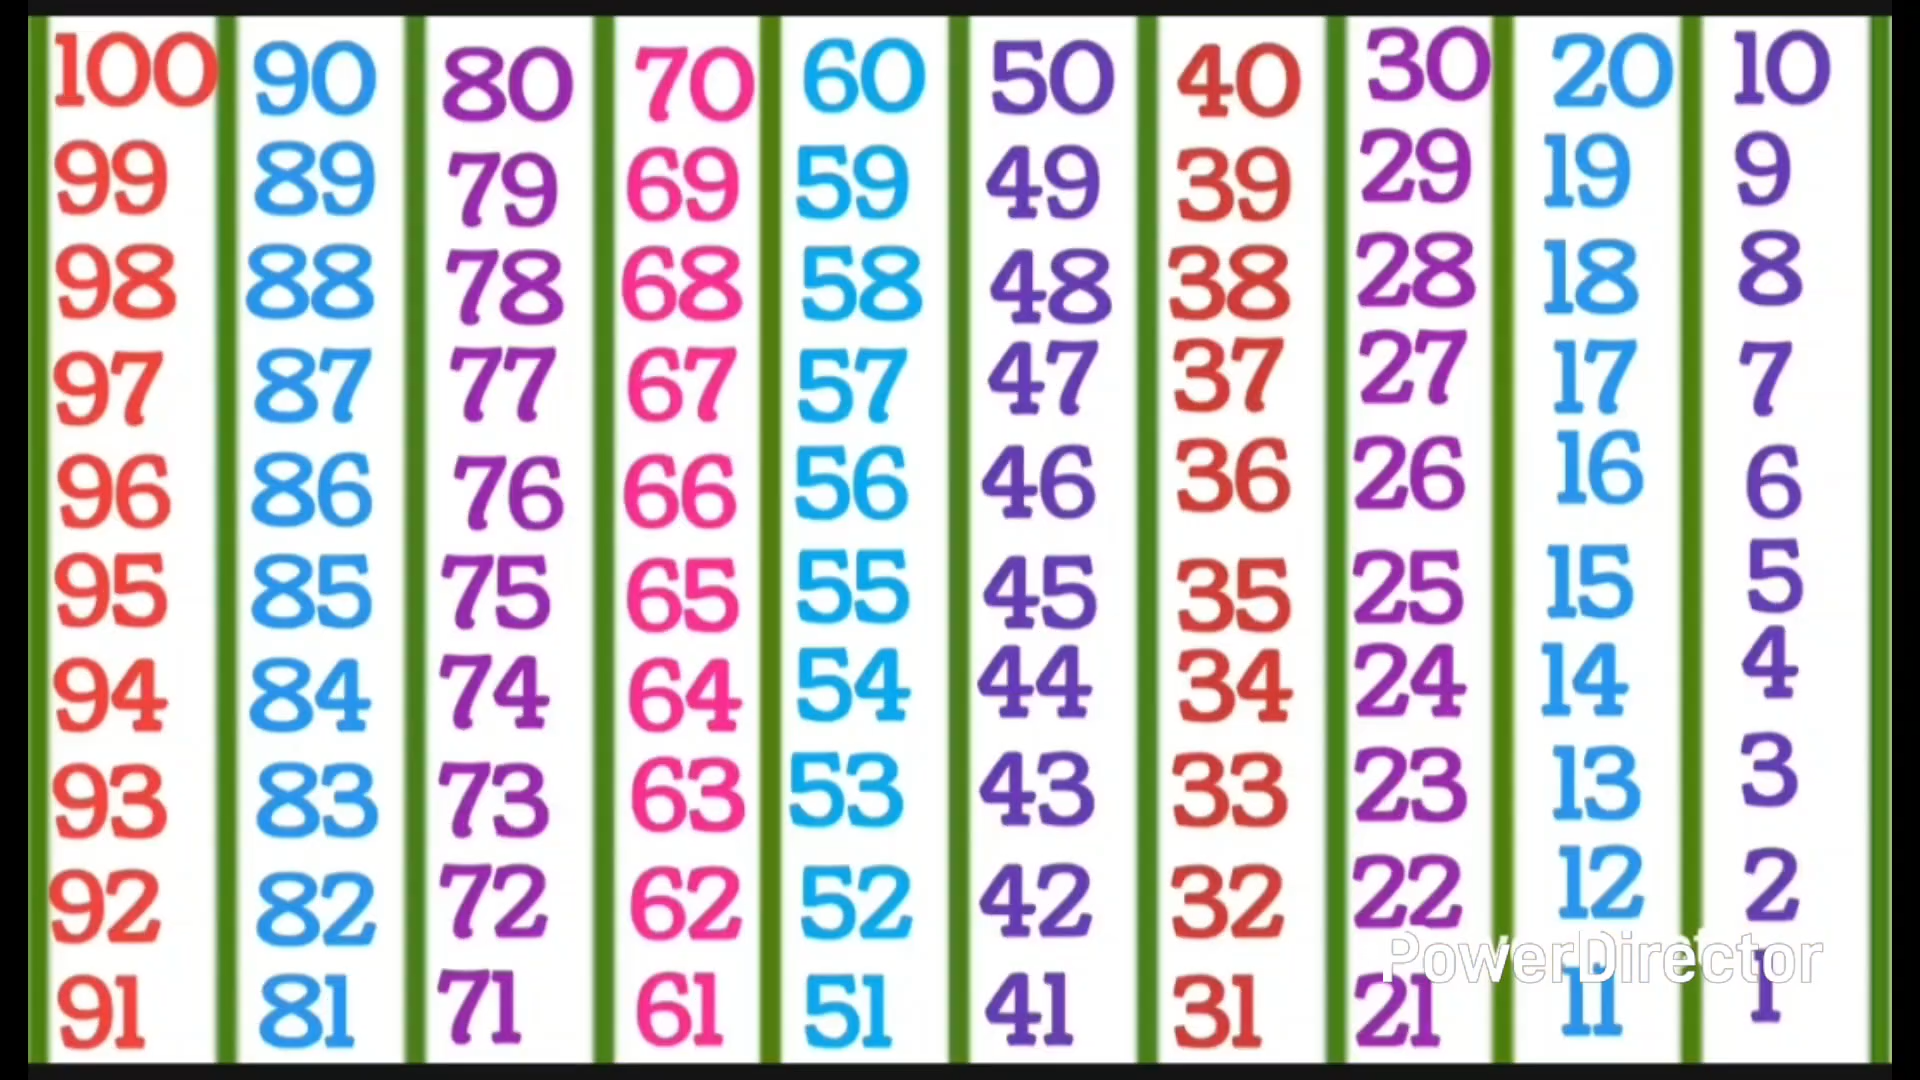 100 90 80 70 60 50 40 30 20 10
99 89 79 69 59 49 39 29 19 9
98 88 78 68 58 48 38 28 18 8
97 87 77 67 57 47 37 27 17 7
96 86 76 66 56 46 36 26 16 6
95 85 75 65 55 45 35 25 15 5
94 84 74 64 54 44 34 24 14 4
93 83 73 63 53 43 33 23 13 3
92 82 72 62 52 42 32 22 12 2
91 81 71 61 51 41 31 21 11 1
PowerDirector